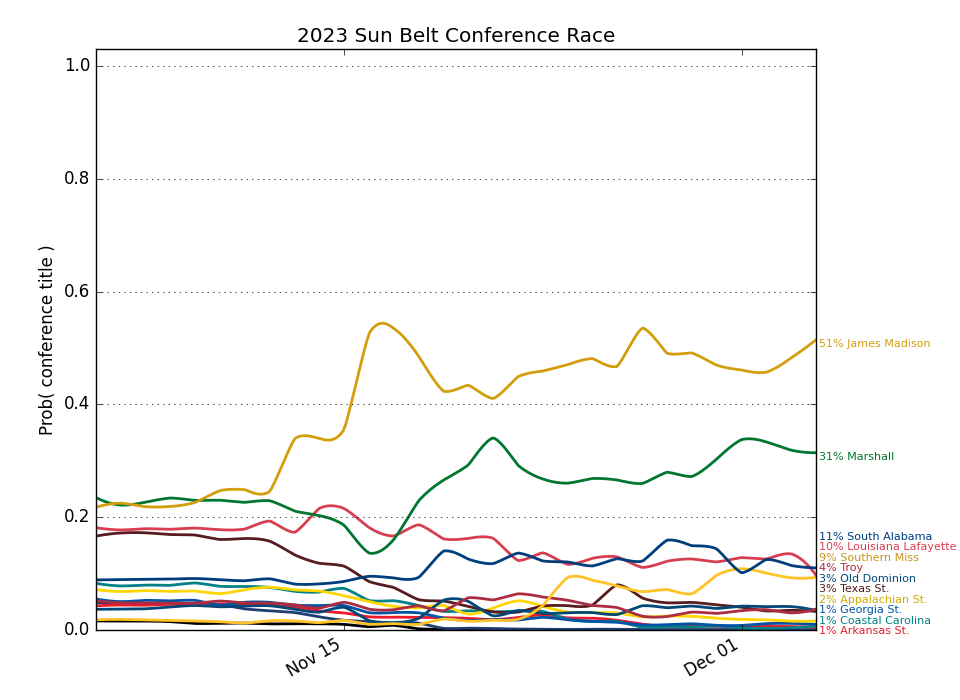 2023 Sun Belt Conference Race
Prob( conference title )
1.0
0.8
0.6
0.4
0.2
0.0
Nov 15
Dec 01
51% James Madison
31% Marshall
11% South Alabama
10% Louisiana Lafayette
9% Southern Miss
4% Troy
3% Old Dominion
3% Texas St.
2% Appalachian St.
1% Georgia St.
1% Coastal Carolina
1% Arkansas St.